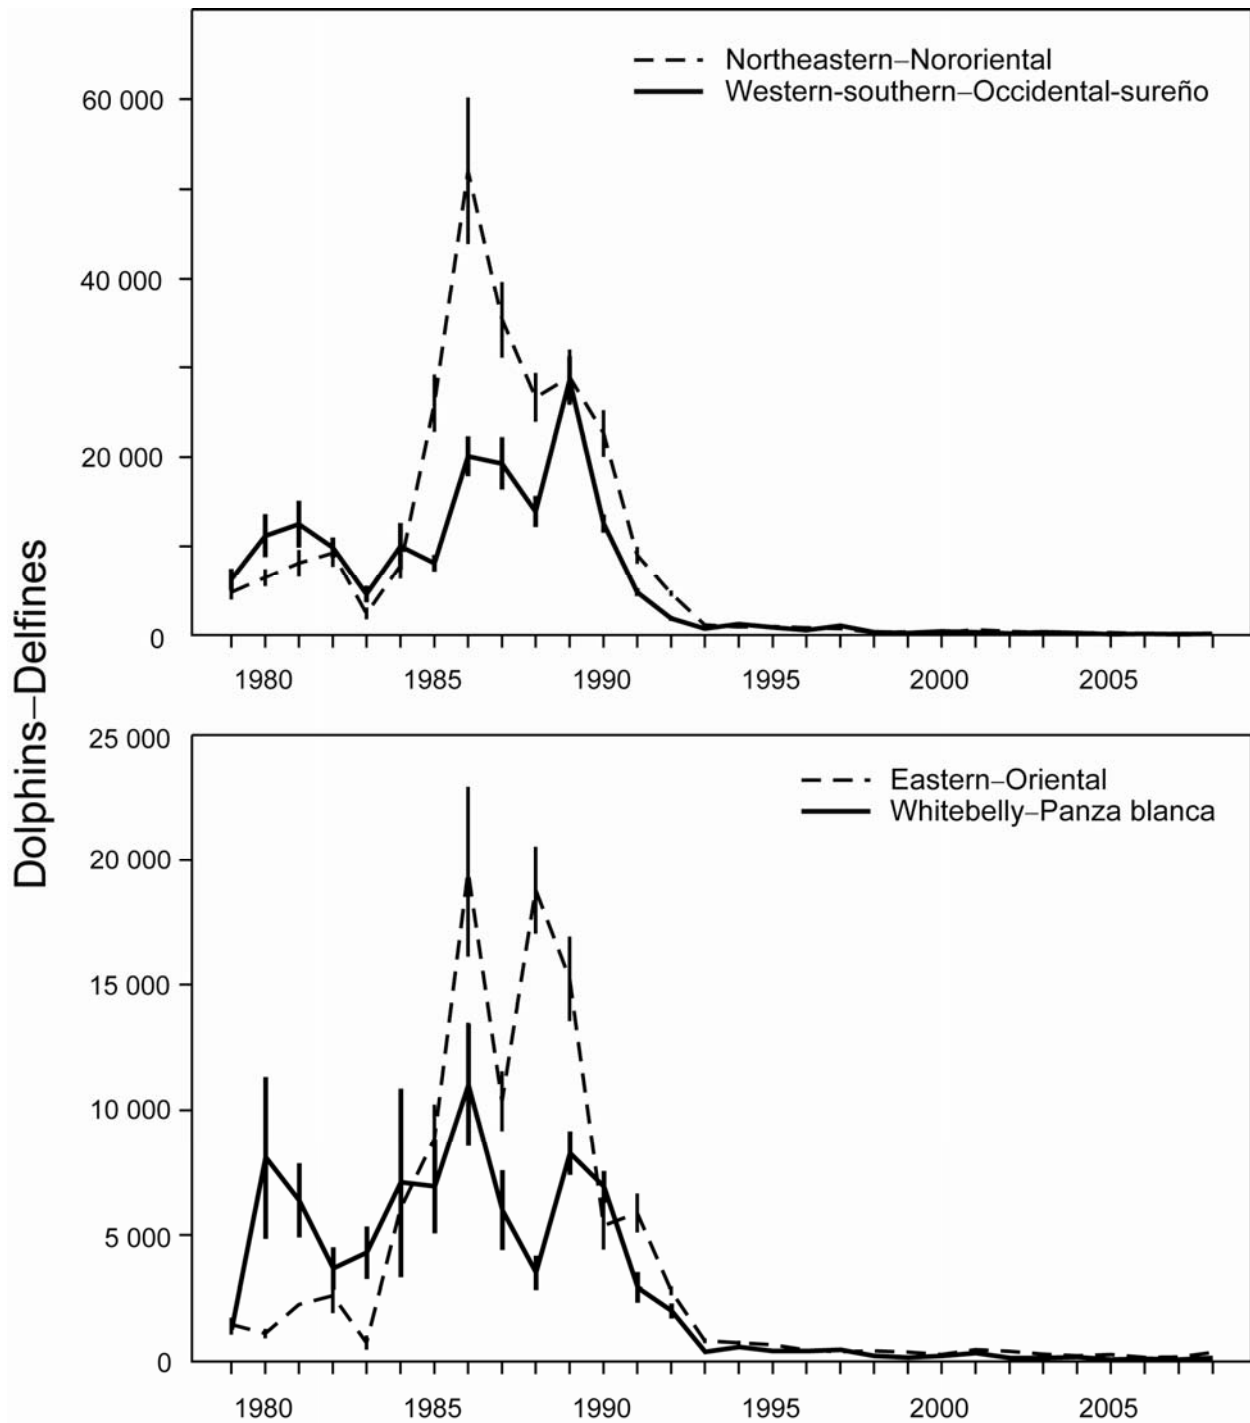 Dolphins–Delfines
Northeastern–Nororiental
Western-southern–Occidental-sureño
60 000
40 000
20 000
0
1980 1985 1990 1995 2000 2005
25 000
Eastern–Oriental
Whitebelly–Panza blanca
20 000
15 000
10 000
5 000
0
1980 1985 1990 1995 2000 2005